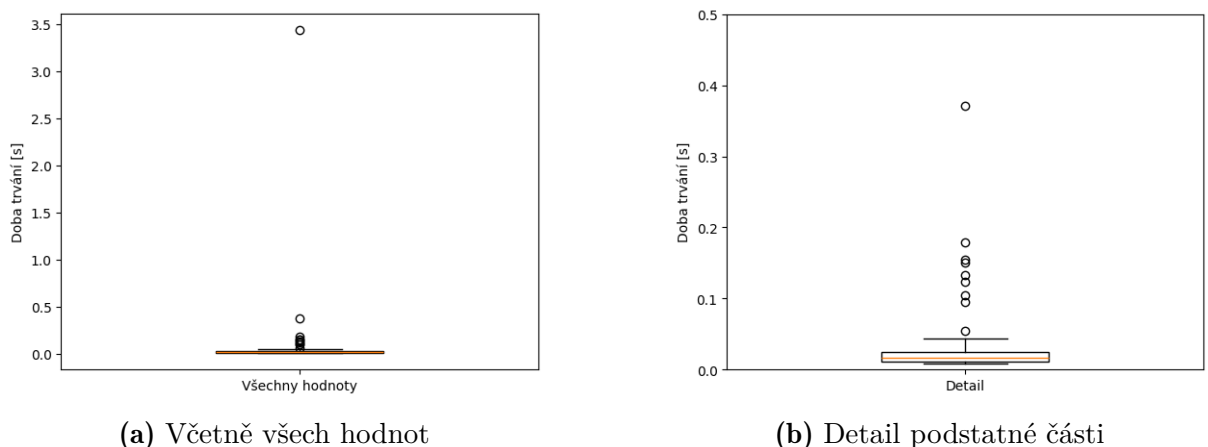 3.5
3.0
2.5
2.0
1.5
1.0
0.5
0.0
Doba trvání [s]
Všechny hodnoty
(a) Včetně všech hodnot
0.5
0.4
0.3
0.2
0.1
0.0
Doba trvání [s]
Detail
(b) Detail podstatné části